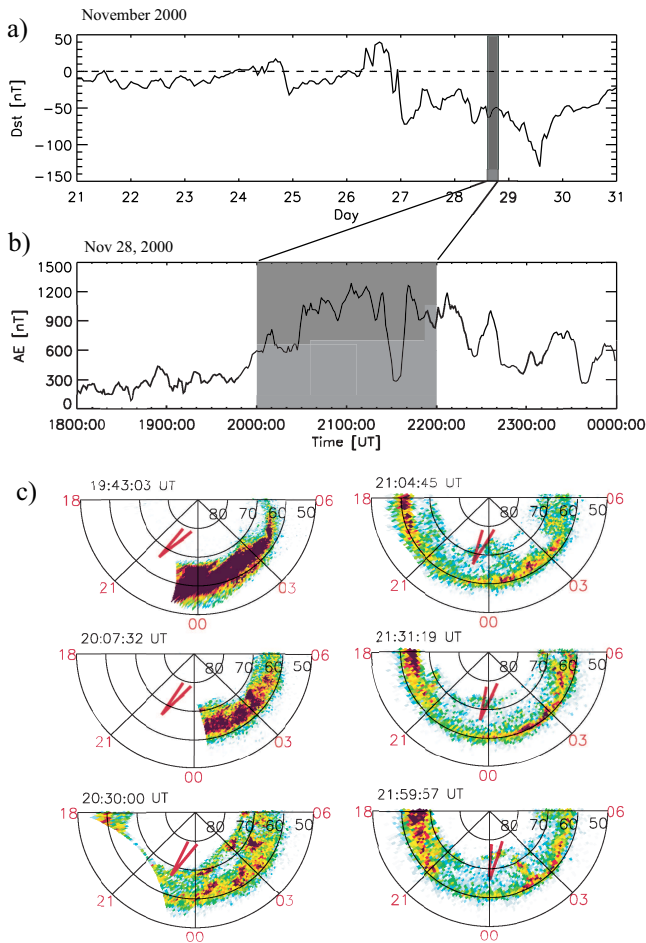 November 2000
a)
50
0
−50
−100
−150
Dst [nT]
21 22 23 24 25 26 27 28 29 30 31
Day
b)
Nov 28, 2000
1500
1200
900
600
300
0
AE [nT]
1800:00 1900:00 2000:00 2100:00 2200:00 2300:00 0000:00
Time [UT]
c)
19:43:03 UT
18 80 70 60 50 06
21 03
00
21:04:45 UT
18 80 70 60 50 06
21 03
00
20:07:32 UT
18 80 70 60 50 06
21 03
00
21:31:19 UT
18 80 70 60 50 06
21 03
00
20:30:00 UT
18 80 70 60 50 06
21 03
00
21:59:57 UT
18 80 70 60 50 06
21 03
00